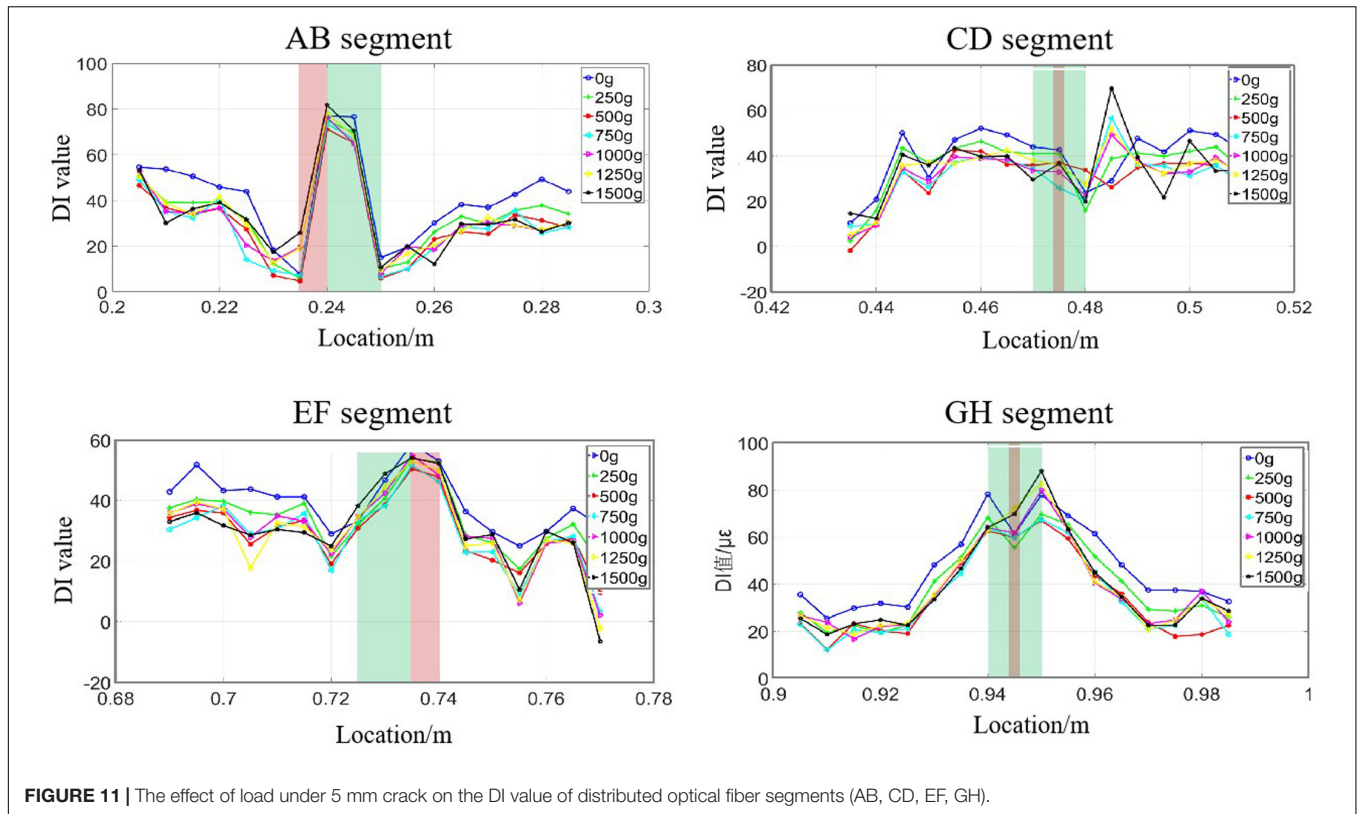 AB segment
DI value
100
80
60
40
20
0
0.2
0.22
0.24
0.26
0.28
0.3
Location/m
0g
250g
500g
750g
1000g
1250g
1500g
CD segment
DI value
80
60
40
20
0
-20
0.42
0.44
0.46
0.48
0.5
0.52
Location/m
0g
250g
500g
750g
1000g
1250g
1500g
EF segment
DI value
60
40
20
0
-20
0.68
0.7
0.72
0.74
0.76
0.78
Location/m
0g
250g
500g
750g
1000g
1250g
1500g
GH segment
DI值/με
100
80
60
40
20
0
0.9
0.92
0.94
0.96
0.98
1
Location/m
0g
250g
500g
750g
1000g
1250g
1500g
FIGURE 11 | The effect of load under 5 mm crack on the DI value of distributed optical fiber segments (AB, CD, EF, GH).